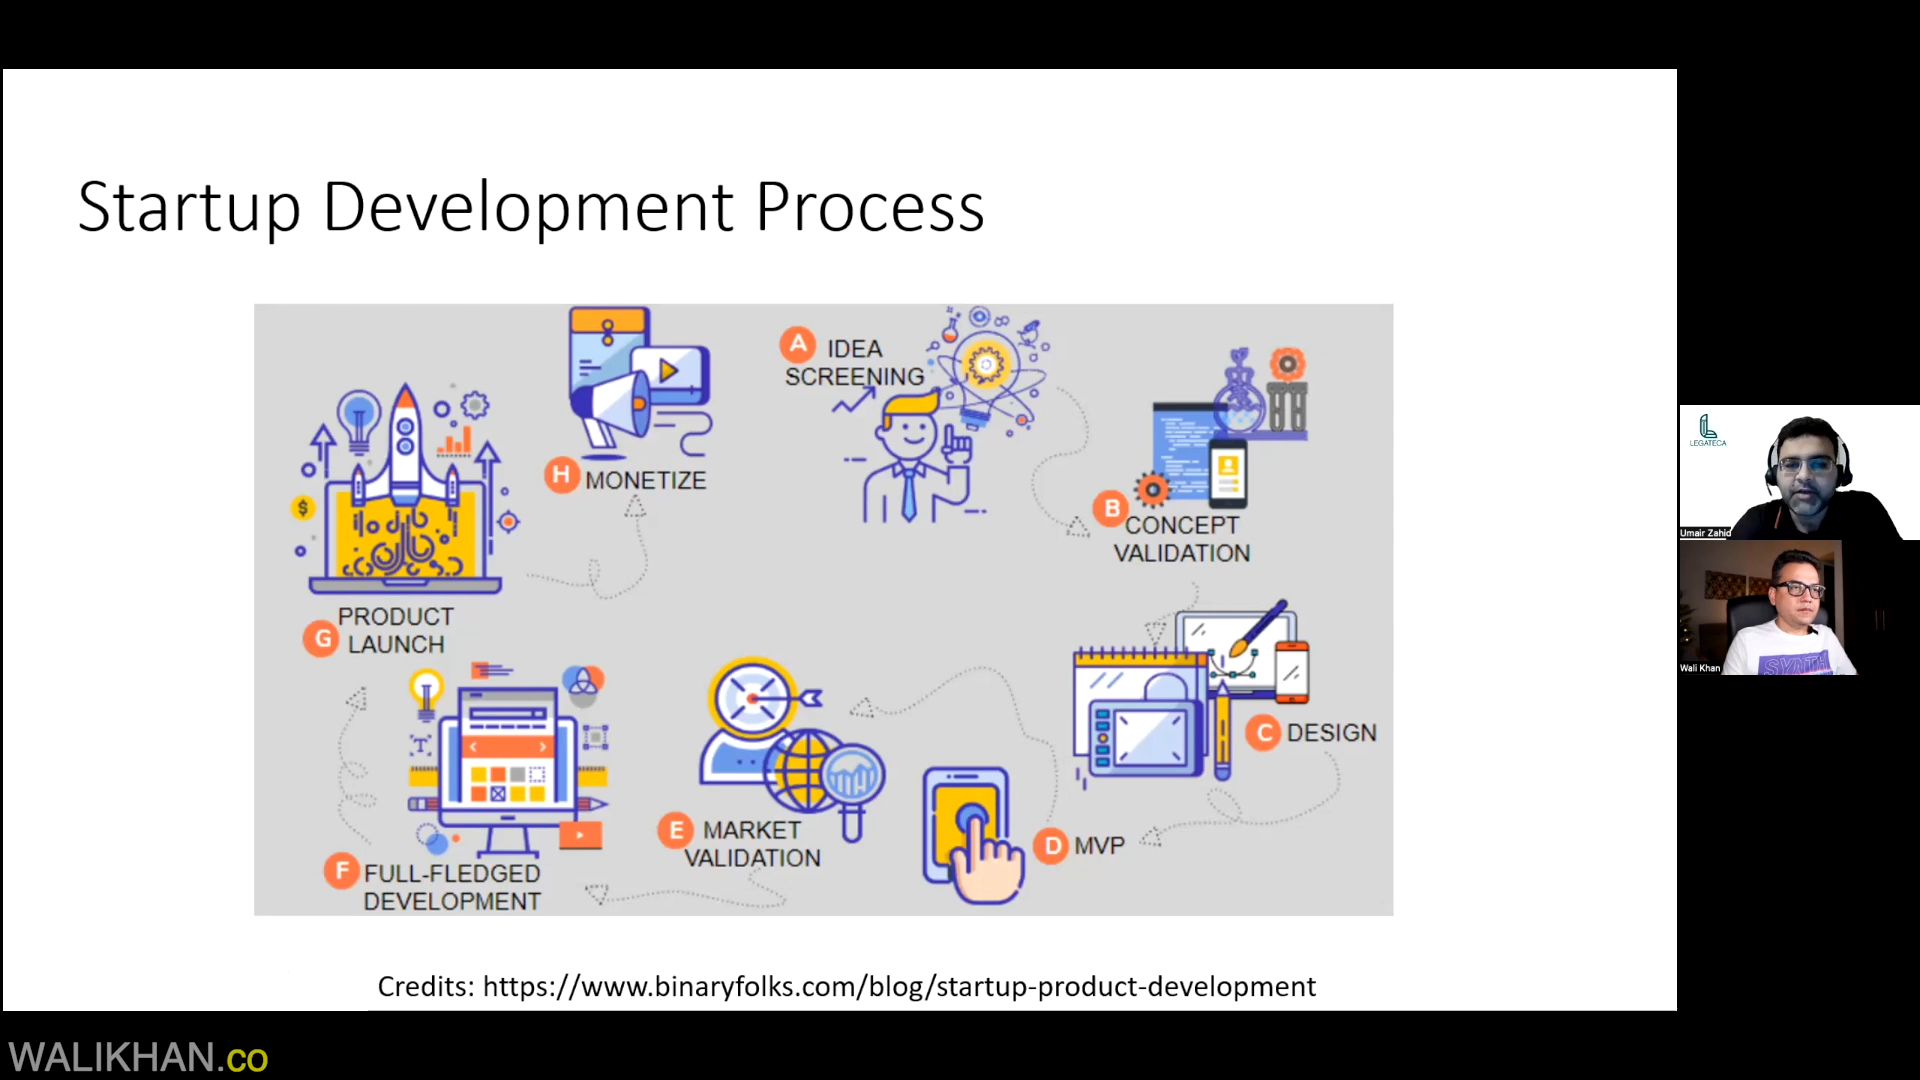 Startup Development Process
A IDEA
SCREENING
B CONCEPT
VALIDATION
C DESIGN
D MVP
E MARKET
VALIDATION
F FULL-FLEDGED
DEVELOPMENT
G PRODUCT
LAUNCH
H MONETIZE
$
T
Credits: https://www.binaryfolks.com/blog/startup-product-development
LEGATECA
Umair Zahid
Wali Khan
SYNTH
WALIKHAN.co